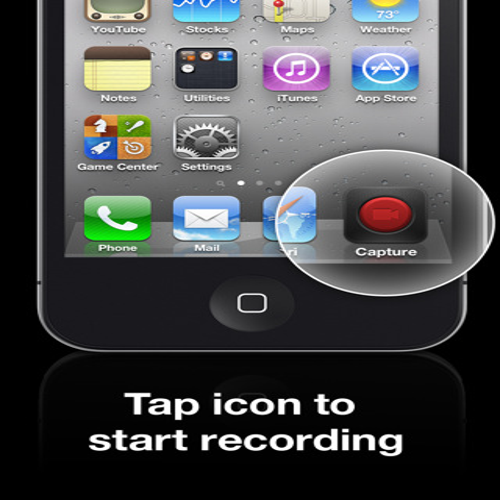 YouTube Stocks Maps Weather
73°
Notes Utilities iTunes App Store
Game Center Settings
Phone Mail ri Capture
Tap icon to
start recording